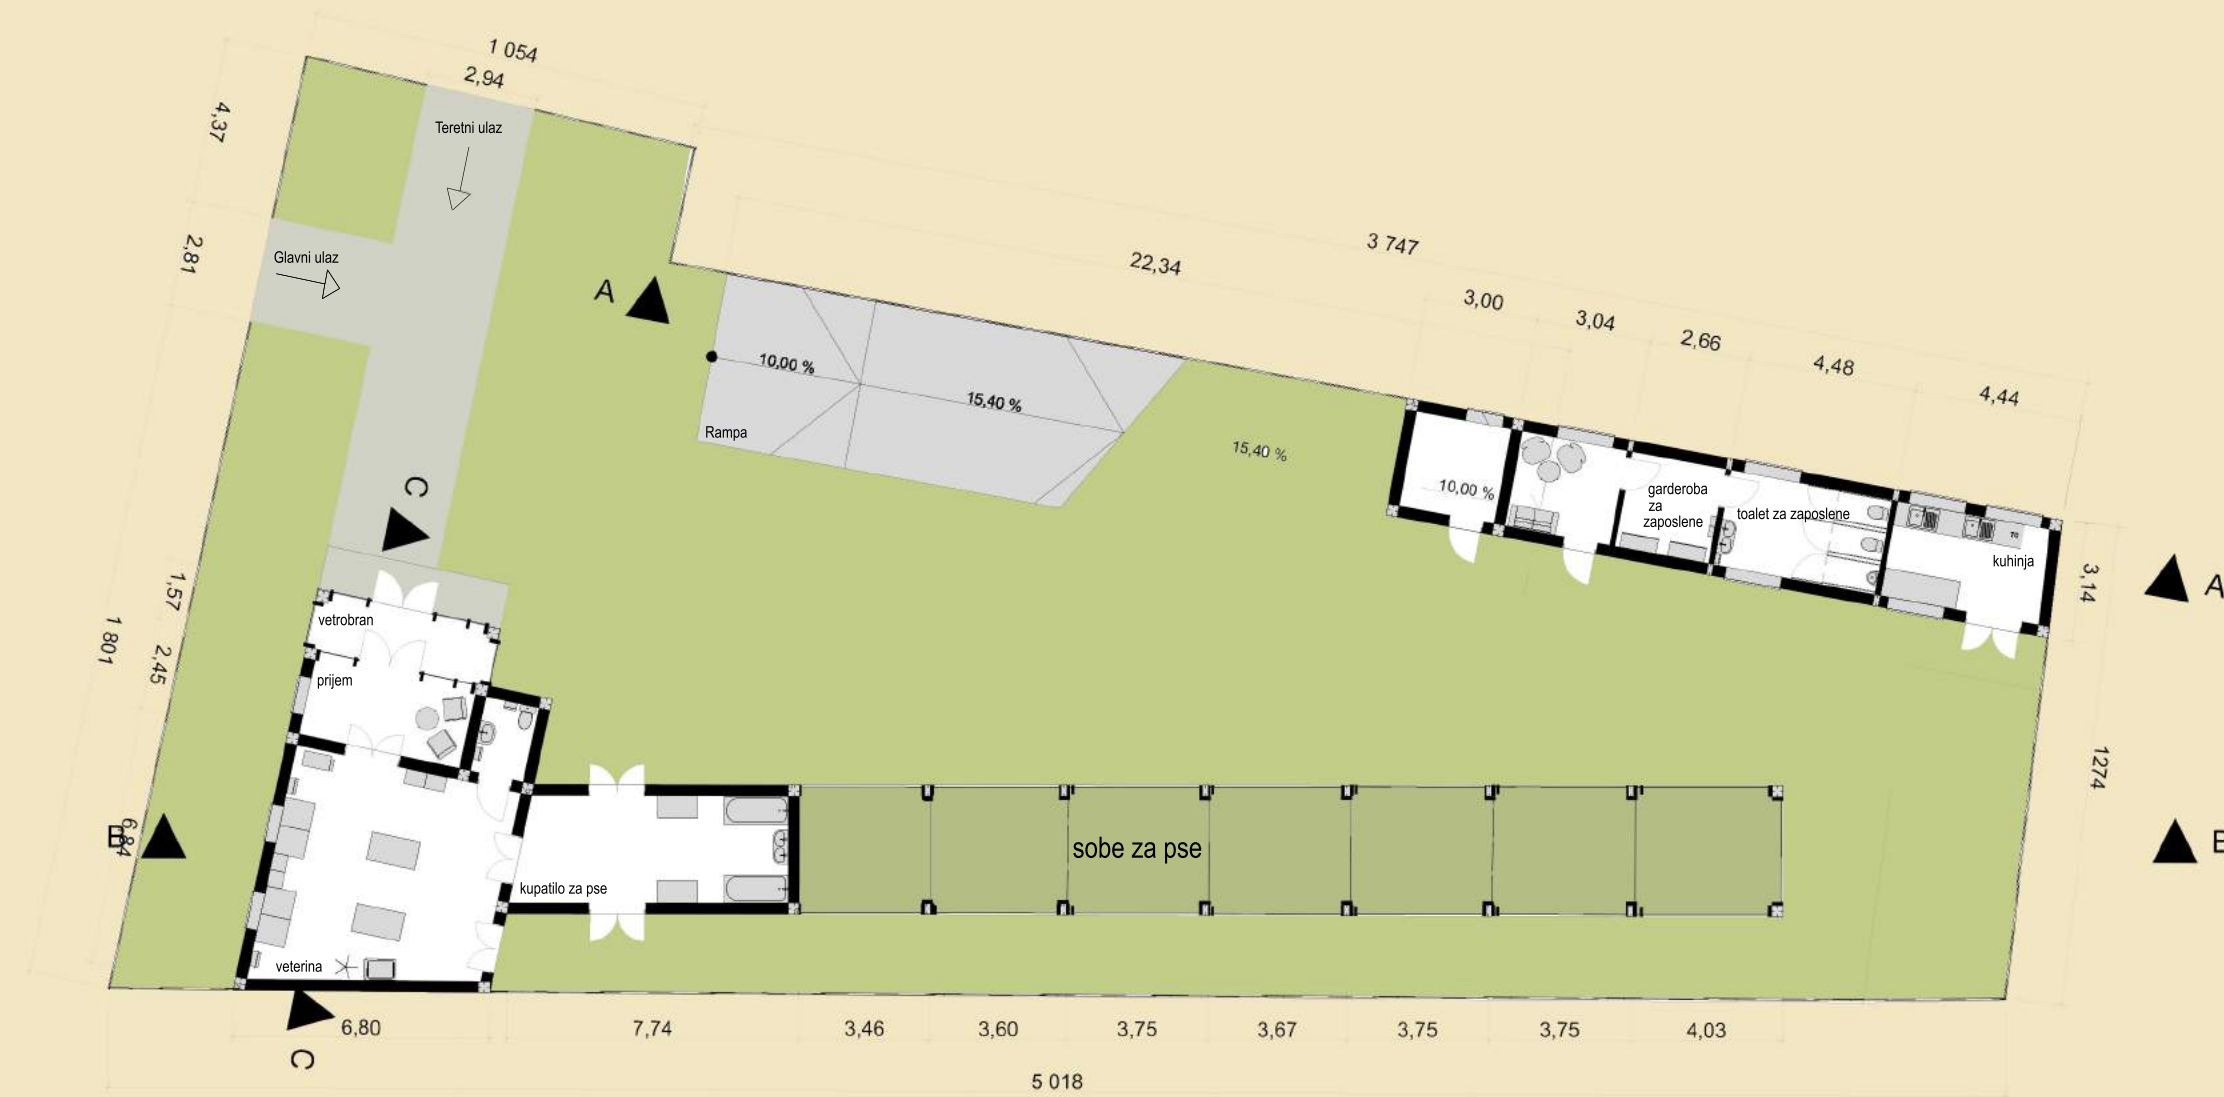 1 054
2,94
4,37
Teretni ulaz
2,81
Glavni ulaz
A
3 747
22,34
3,00
3,04
2,66
4,48
4,44
10,00 %
15,40 %
Rampa
15,40 %
10,00 %
garderoba
za
zaposlene
toalet za zaposlene
kuhinja
3,14
A
C
1,57
vetrobran
1 801
2,45
prijem
1274
6,84
B
sobe za pse
kupatilo za pse
veterina
6,80
7,74
3,46
3,60
3,75
3,67
3,75
3,75
4,03
C
5 018